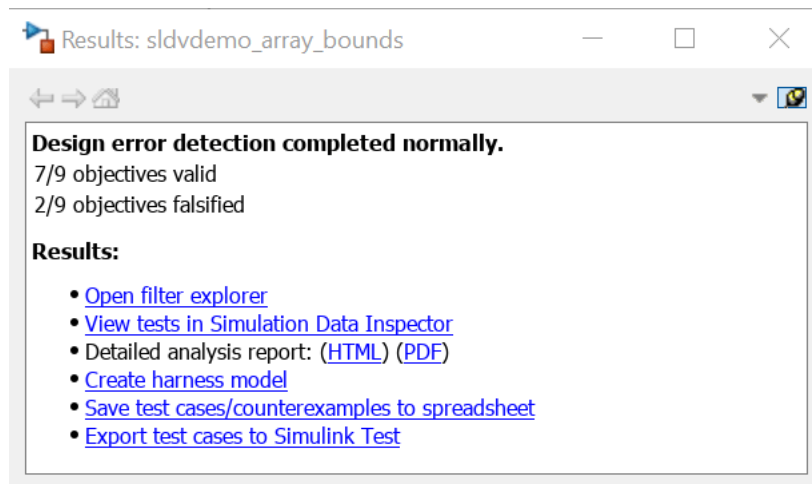 Results: sldvdemo_array_bounds
Design error detection completed normally.
7/9 objectives valid
2/9 objectives falsified
Results:
• Open filter explorer
• View tests in Simulation Data Inspector
• Detailed analysis report: (HTML) (PDF)
• Create harness model
• Save test cases/counterexamples to spreadsheet
• Export test cases to Simulink Test